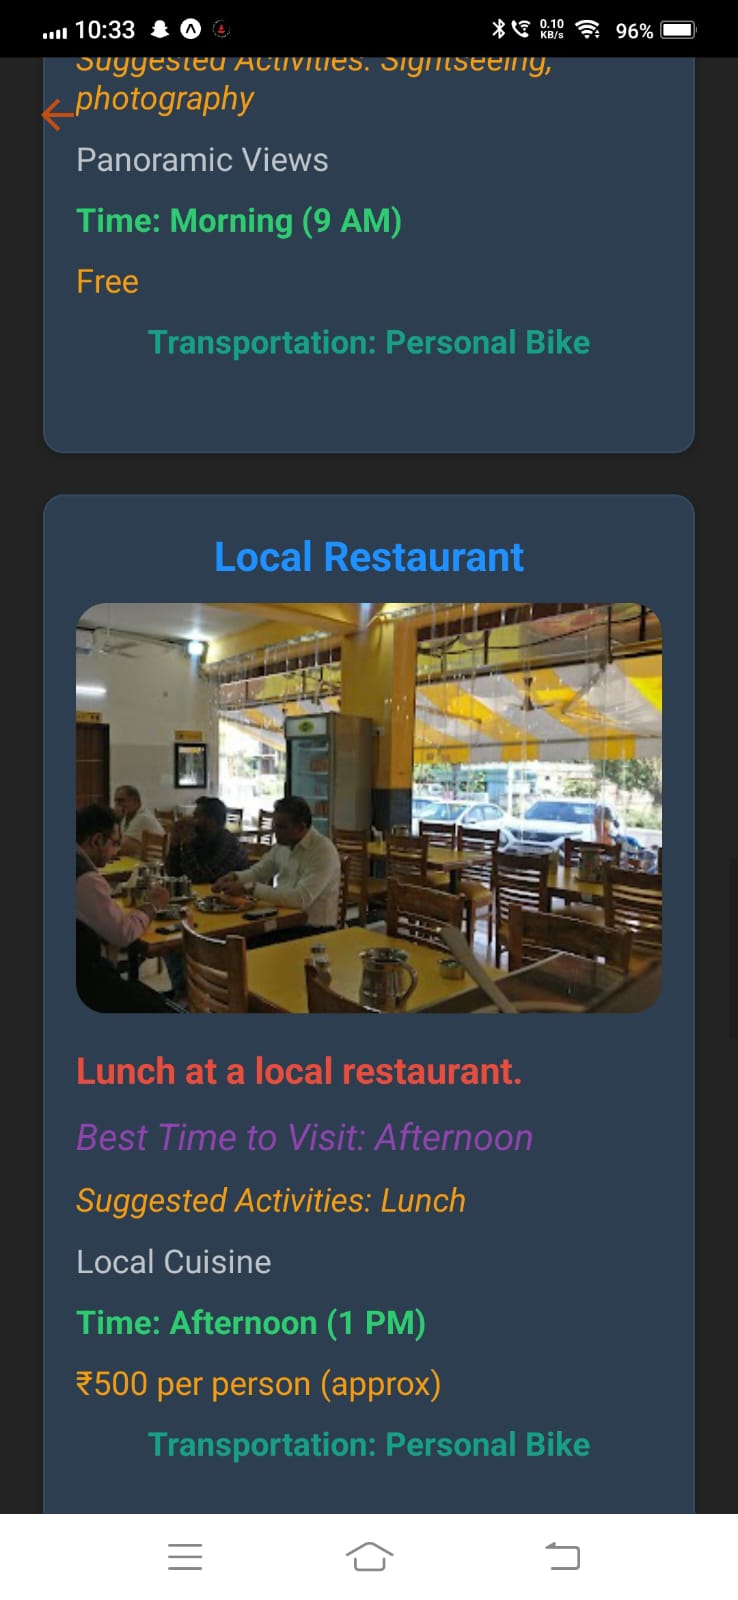 10:33
0.10
KB/s
96%
Suggested Activities: Sightseeing,
photography
Panoramic Views
Time: Morning (9 AM)
Free
Transportation: Personal Bike
Local Restaurant
Lunch at a local restaurant.
Best Time to Visit: Afternoon
Suggested Activities: Lunch
Local Cuisine
Time: Afternoon (1 PM)
₹500 per person (approx)
Transportation: Personal Bike